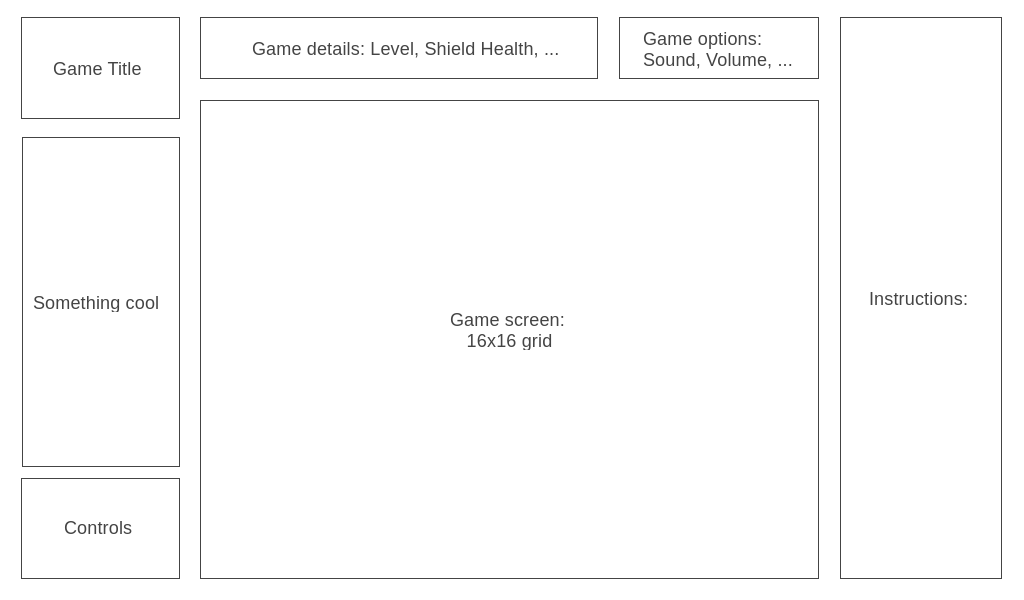 Game Title
Game details: Level, Shield Health, ...
Game options:
Sound, Volume, ...
Something cool
Game screen:
16x16 grid
Instructions:
Controls